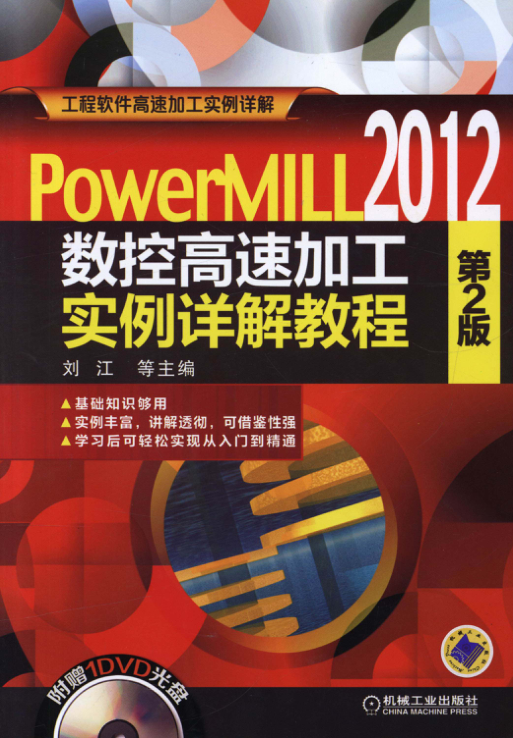 工程软件高速加工实例详解
PowerMILL 2012
数控高速加工
实例详解教程
第2版
刘江 等主编
▲基础知识够用
▲实例丰富,讲解透彻,可借鉴性强
▲学习后可轻松实现从入门到精通
附赠1DVD光盘
机械工业出版社
CHINA MACHINE PRESS